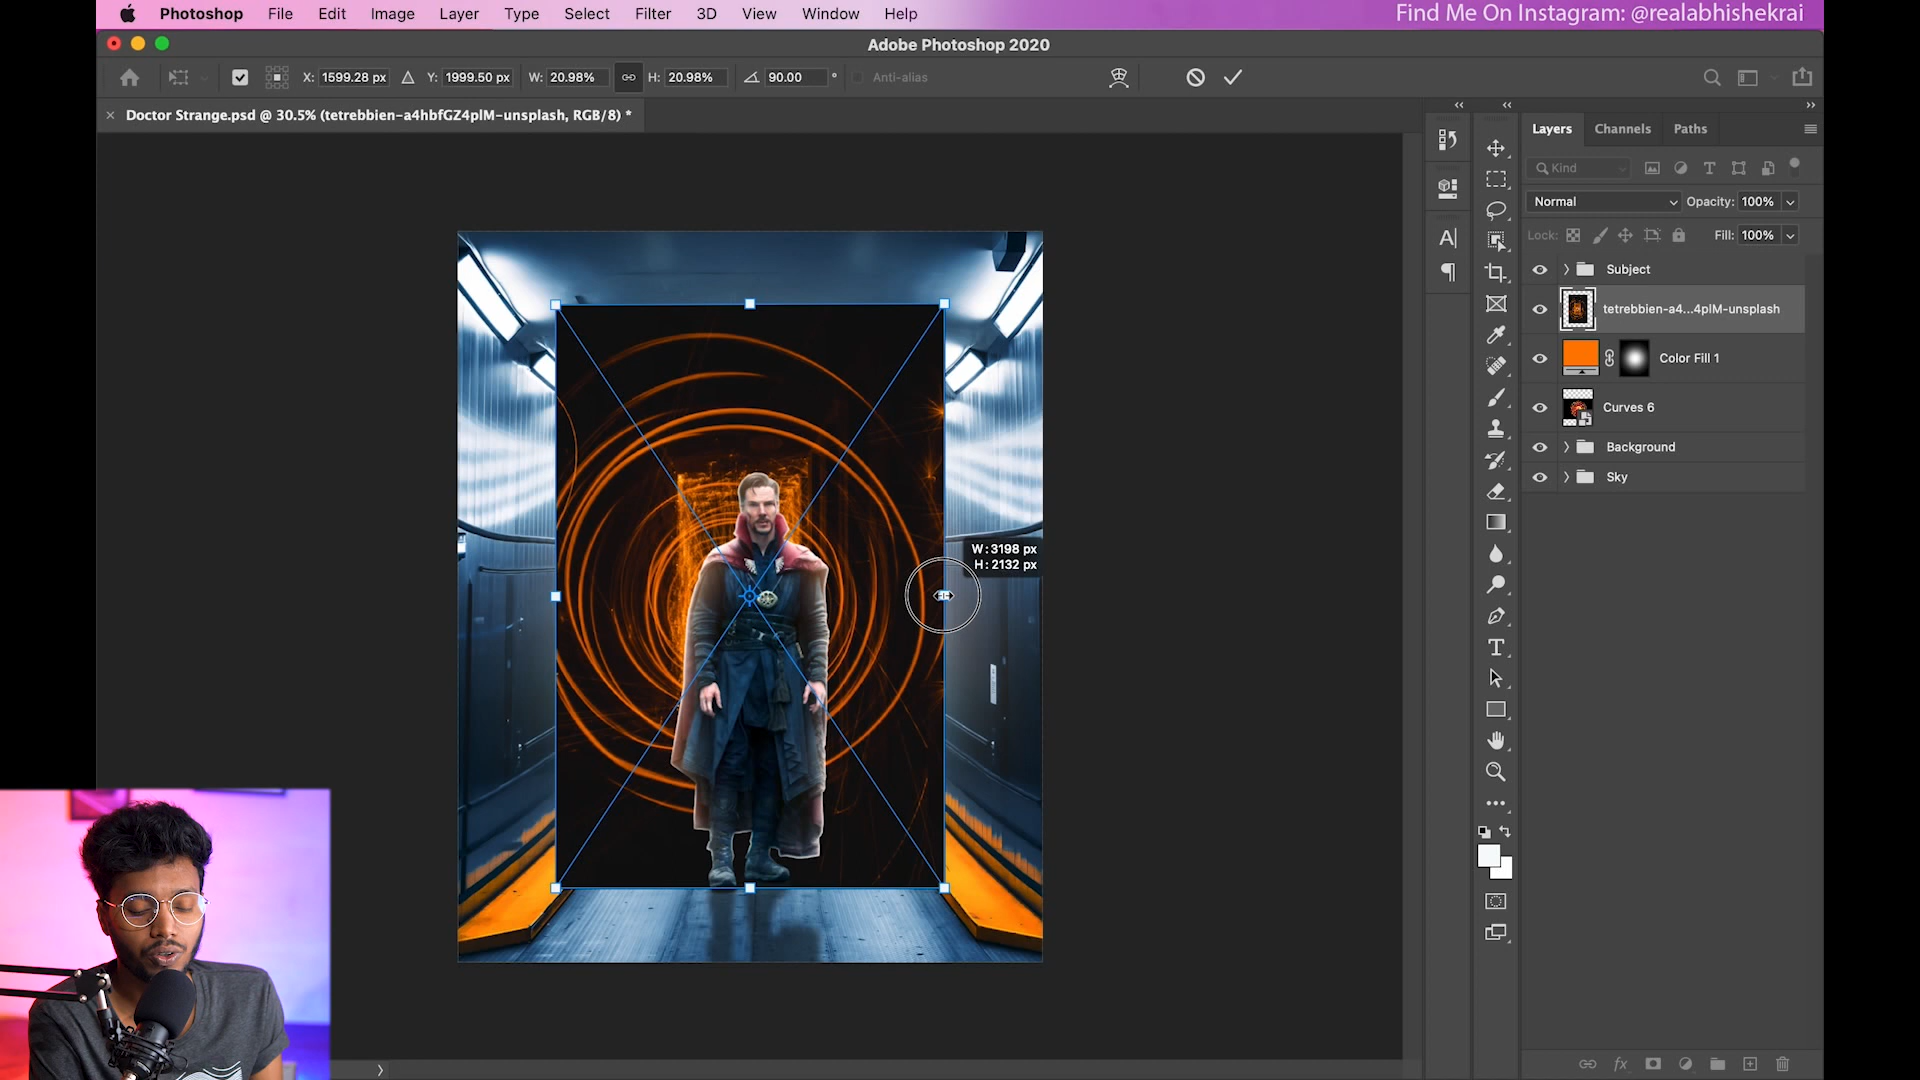 Photoshop File Edit Image Layer Type Select Filter 3D View Window Help
Find Me On Instagram: @realabhishekrai
Adobe Photoshop 2020
X: 1599.28 px Y: 1999.50 px W: 20.98% H: 20.98% 90.00 ° Anti-alias
Doctor Strange.psd @ 30.5% (tetrebbien-a4hbfGZ4plM-unsplash, RGB/8) *
Layers Channels Paths
Kind
Normal Opacity: 100%
Lock: Fill: 100%
Subject
tetrebbien-a4...4plM-unsplash
Color Fill 1
Curves 6
Background
Sky
W: 3198 px
H: 2132 px